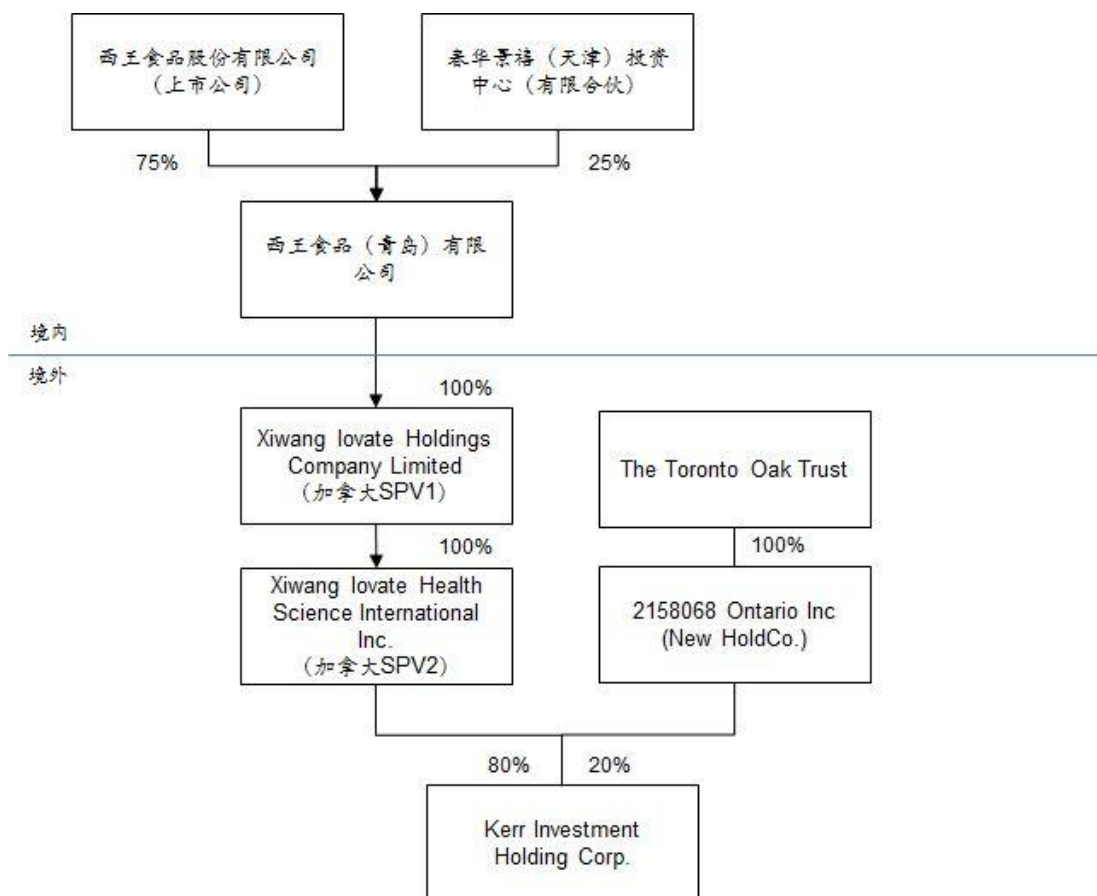 西王食品股份有限公司
（上市公司）
春华景禧（天津）投资
中心（有限合伙）
75%
25%
西王食品（青岛）有限
公司
境内
境外
100%
Xiwang Iovate Holdings
Company Limited
（加拿大SPV1）
The Toronto Oak Trust
100%
100%
Xiwang Iovate Health
Science International
Inc.
（加拿大SPV2）
2158068 Ontario Inc
(New HoldCo.)
80%
20%
Kerr Investment
Holding Corp.